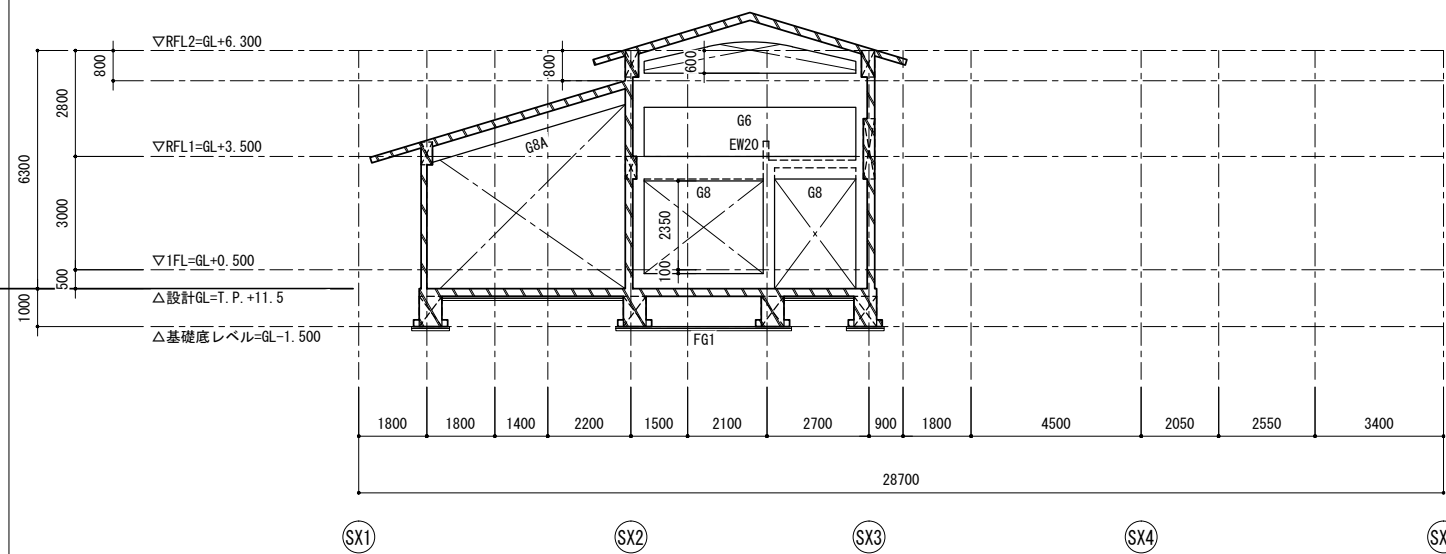 ▽RFL2=GL+6.300
800
800
600
2800
G6
G8A
EW20
▽RFL1=GL+3.500
6300
3000
G8
G8
2350
100
▽1FL=GL+0.500
500
△設計GL=T.P.+11.5
1000
△基礎底レベル=GL-1.500
FG1
1800 1800 1400 2200 1500 2100 2700 900 1800 4500 2050 2550 3400
28700
SX1 SX2 SX3 SX4 SX